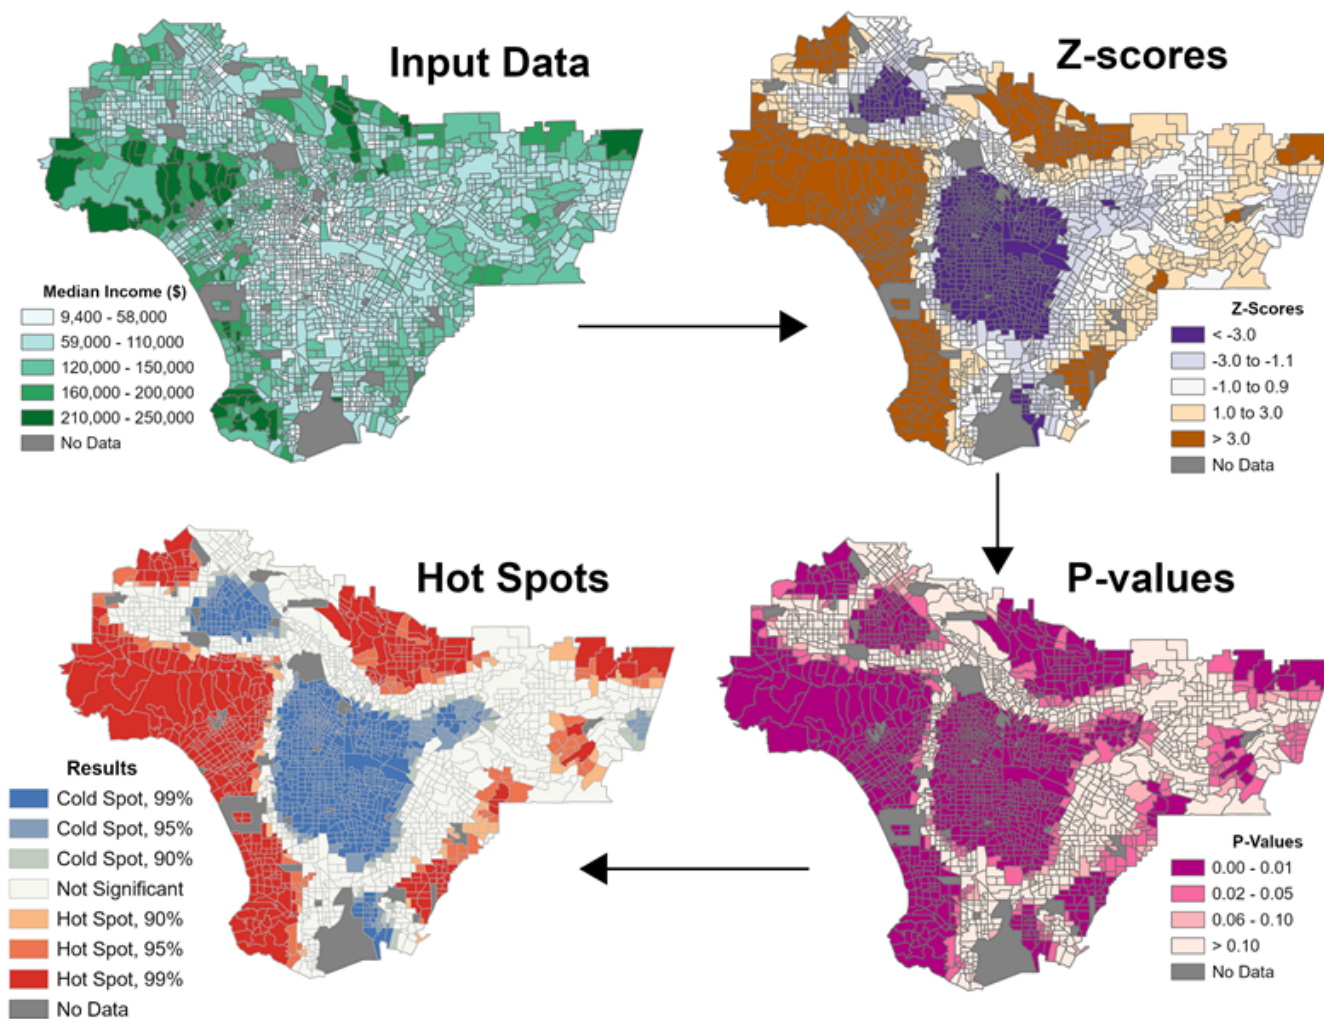 Input Data
Median Income ($)
9,400 - 58,000
59,000 - 110,000
120,000 - 150,000
160,000 - 200,000
210,000 - 250,000
No Data
Z-scores
Z-Scores
< -3.0
-3.0 to -1.1
-1.0 to 0.9
1.0 to 3.0
> 3.0
No Data
Hot Spots
Results
Cold Spot, 99%
Cold Spot, 95%
Cold Spot, 90%
Not Significant
Hot Spot, 90%
Hot Spot, 95%
Hot Spot, 99%
No Data
P-values
P-Values
0.00 - 0.01
0.02 - 0.05
0.06 - 0.10
> 0.10
No Data